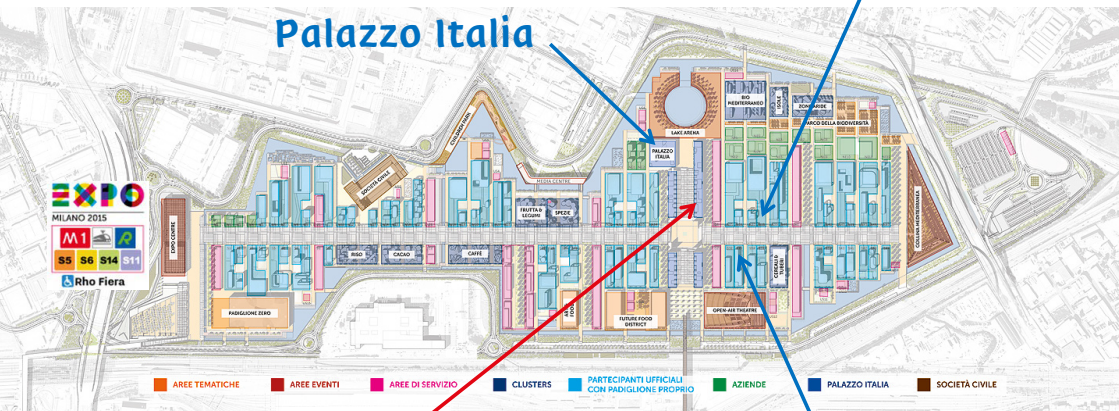 Palazzo Italia
EXPO
MILANO 2015
M1 R
S5 S6 S14 S11
Rho Fiera
EXPO CENTRE
PADIGLIONE ZERO
SOCIETÀ CIVILE
CHILDREN PARK
MEDIA CENTRE
RISO
CACAO
CAFFÈ
FRUTTA &
LEGUMI
SPEZIE
FUTURE FOOD
DISTRICT
LAKE ARENA
PALAZZO
ITALIA
BIO
MEDITERRANEO
ISOLE
ZONE ARIDE
PARCO DELLA BIODIVERSITÀ
CEREALI &
TUBERI
OPEN-AIR THEATRE
COLLINA MEDITERRANEA
AREE TEMATICHE
AREE EVENTI
AREE DI SERVIZIO
CLUSTERS
PARTECIPANTI UFFICIALI
CON PADIGLIONE PROPRIO
AZIENDE
PALAZZO ITALIA
SOCIETÀ CIVILE